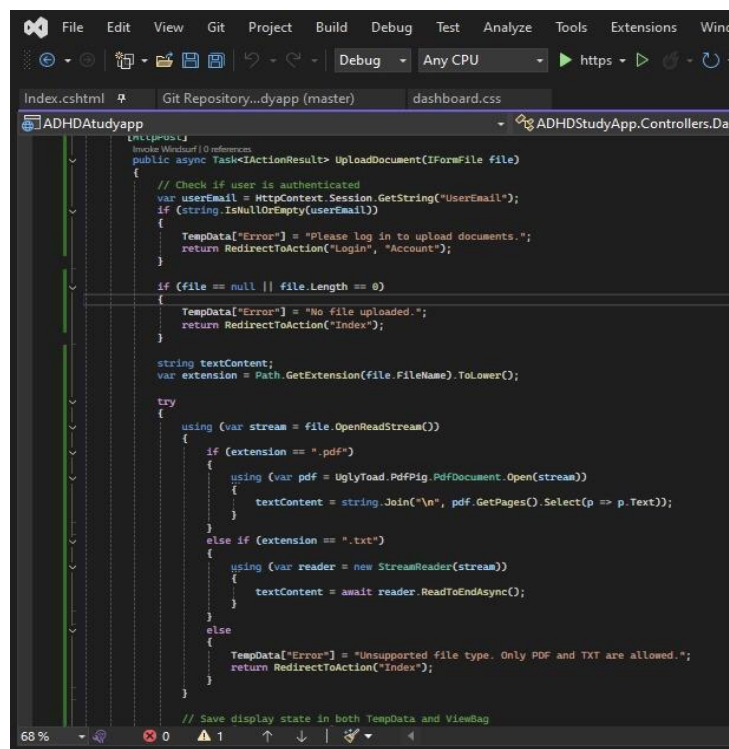 File Edit View Git Project Build Debug Test Analyze Tools Extensions
Debug Any CPU https
Index.cshtml Git Repository...dyapp (master) dashboard.css
ADHDAtudyapp ADHDStudyApp.Controllers.Da
[HttpPost]
Invoke Windsurf | 0 references
public async Task<IActionResult> UploadDocument(IFormFile file)
{
// Check if user is authenticated
var userEmail = HttpContext.Session.GetString("UserEmail");
if (string.IsNullOrEmpty(userEmail))
{
TempData["Error"] = "Please log in to upload documents.";
return RedirectToAction("Login", "Account");
}
if (file == null || file.Length == 0)
{
TempData["Error"] = "No file uploaded.";
return RedirectToAction("Index");
}
string textContent;
var extension = Path.GetExtension(file.FileName).ToLower();
try
{
using (var stream = file.OpenReadStream())
{
if (extension == ".pdf")
{
using (var pdf = UglyToad.PdfPig.PdfDocument.Open(stream))
{
textContent = string.Join("\n", pdf.GetPages().Select(p => p.Text));
}
}
else if (extension == ".txt")
{
using (var reader = new StreamReader(stream))
{
textContent = await reader.ReadToEndAsync();
}
}
else
{
TempData["Error"] = "Unsupported file type. Only PDF and TXT are allowed.";
return RedirectToAction("Index");
}
}
// Save display state in both TempData and ViewBag
68 % 0 1